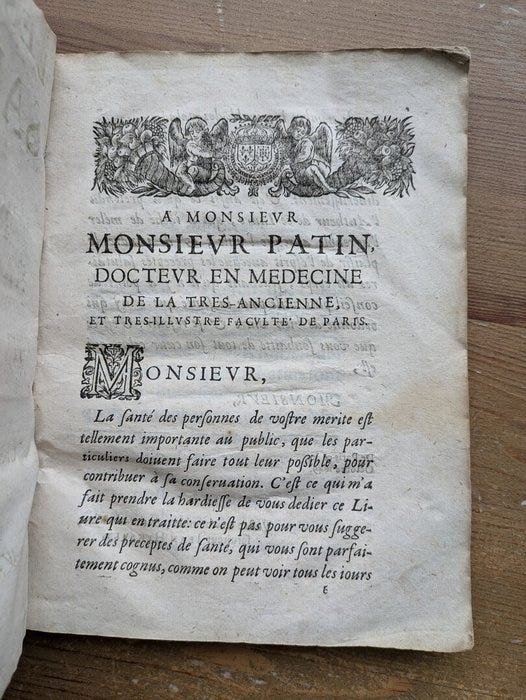 A MONSIEVR
MONSIEVR PATIN,
DOCTEVR EN MEDECINE
DE LA TRES-ANCIENNE,
ET TRES-ILLVSTRE FACVLTE' DE PARIS.
MONSIEVR,
La ſanté des perſonnes de voſtre merite eſt
tellement importante au public, que les par-
ticuliers doiuent faire tout leur poßible, pour
contribuer à ſa conſeruation. C'eſt ce qui m'a
fait prendre la hardieſſe de vous dedier ce Li-
ure qui en traitte: ce n'eſt pas pour vous ſugge-
rer des preceptes de ſanté, qui vous ſont parfai-
tement cognus, comme on peut voir tous les iours